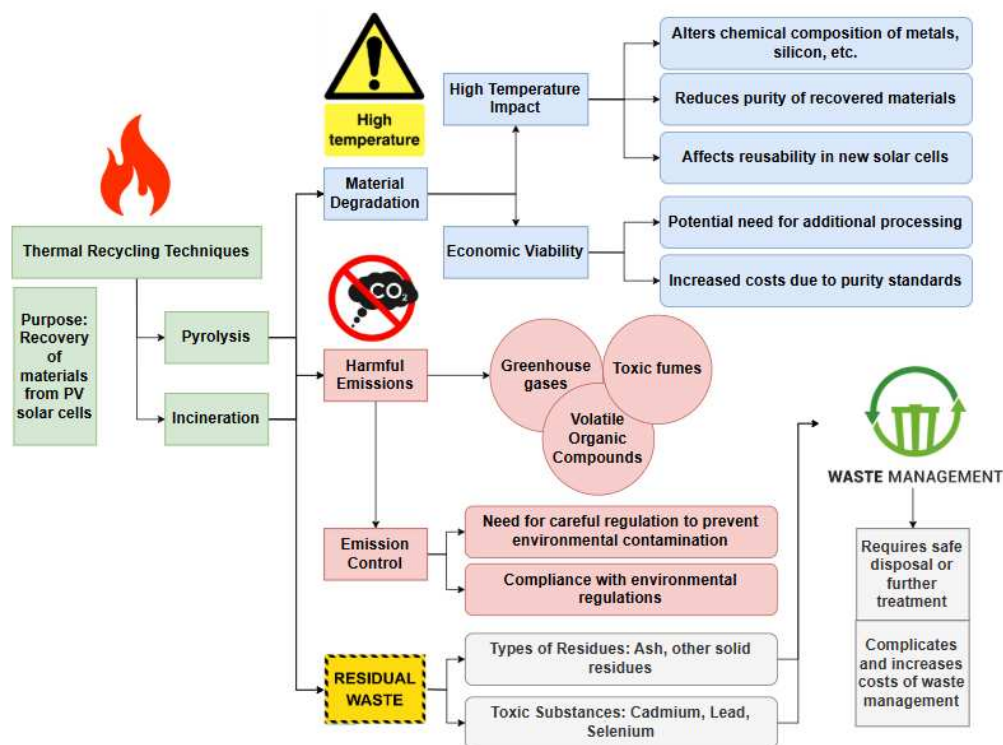 Thermal Recycling Techniques
Purpose:
Recovery
of
materials
from PV
solar cells
Pyrolysis
Incineration
High
temperature
Material
Degradation
High Temperature
Impact
Alters chemical composition of metals,
silicon, etc.
Reduces purity of recovered materials
Affects reusability in new solar cells
Economic Viability
Potential need for additional processing
Increased costs due to purity standards
CO2
Harmful
Emissions
Greenhouse
gases
Toxic fumes
Volatile
Organic
Compounds
Emission
Control
Need for careful regulation to prevent
environmental contamination
Compliance with environmental
regulations
RESIDUAL
WASTE
Types of Residues: Ash, other solid
residues
Toxic Substances: Cadmium, Lead,
Selenium
WASTE MANAGEMENT
Requires safe
disposal or
further
treatment
Complicates
and increases
costs of waste
management